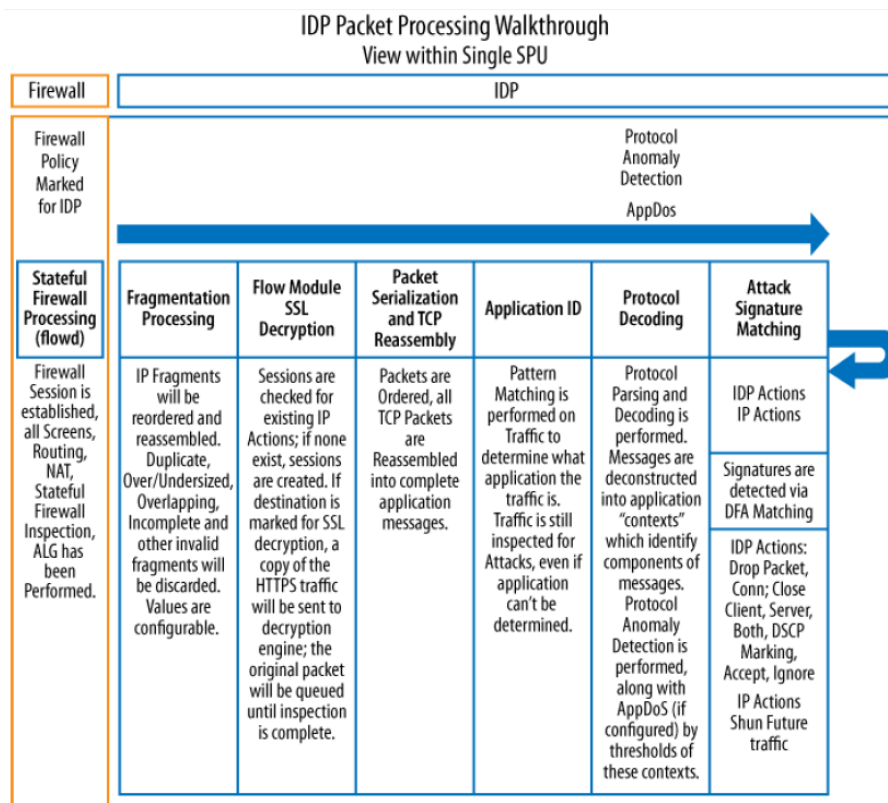 IDP Packet Processing Walkthrough
View within Single SPU
Firewall
IDP
Firewall
Policy
Marked
for IDP
Protocol
Anomaly
Detection
AppDos
Stateful
Firewall
Processing
(flowd)
Firewall
Session is
established,
all Screens,
Routing,
NAT,
Stateful
Firewall
Inspection,
ALG has
been
Performed.
Fragmentation
Processing
IP Fragments
will be
reordered and
reassembled.
Duplicate,
Over/Undersized,
Overlapping,
Incomplete and
other invalid
fragments will
be discarded.
Values are
configurable.
Flow Module
SSL
Decryption
Sessions are
checked for
existing IP
Actions; if none
exist, sessions
are created. If
destination is
marked for SSL
decryption, a
copy of the
HTTPS traffic
will be sent to
decryption
engine; the
original packet
will be queued
until inspection
is complete.
Packet
Serialization
and TCP
Reassembly
Packets are
Ordered, all
TCP Packets
are
Reassembled
into complete
application
messages.
Application ID
Pattern
Matching is
performed on
Traffic to
determine what
application the
traffic is.
Traffic is still
inspected for
Attacks, even if
application
can't be
determined.
Protocol
Decoding
Protocol
Parsing and
Decoding is
performed.
Messages are
deconstructed
into application
“contexts”
which identify
components of
messages.
Protocol
Anomaly
Detection is
performed,
along with
AppDoS (if
configured) by
thresholds of
these contexts.
Attack
Signature
Matching
IDP Actions
IP Actions
Signatures are
detected via
DFA Matching
IDP Actions:
Drop Packet,
Conn; Close
Client, Server,
Both, DSCP
Marking,
Accept, Ignore
IP Actions
Shun Future
traffic